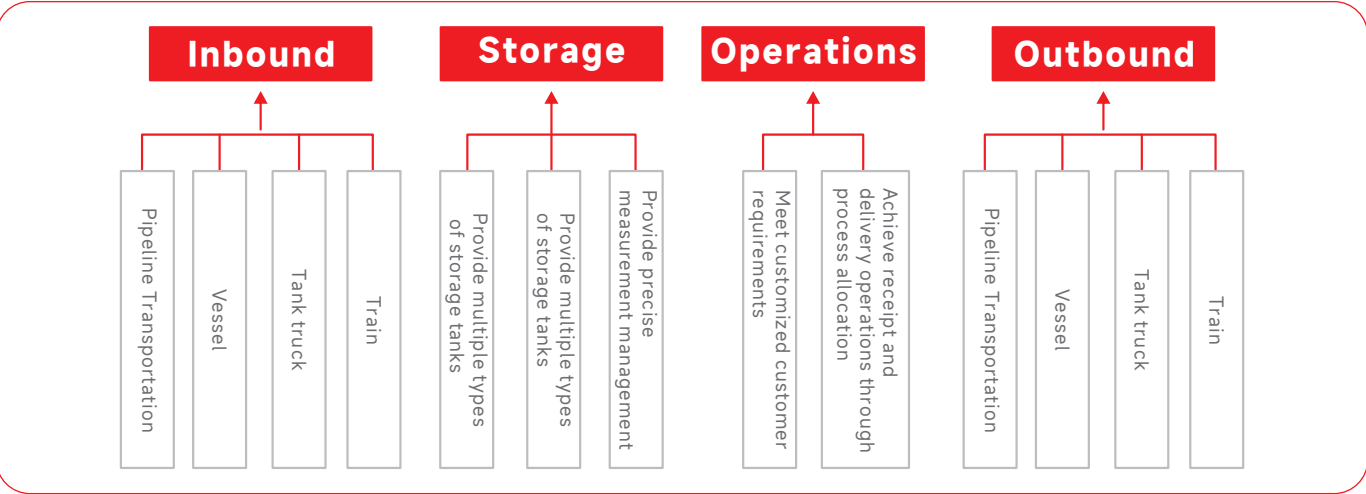 Inbound
Storage
Operations
Outbound
Pipeline Transportation
Vessel
Tank truck
Train
Provide multiple types
of storage tanks
Provide multiple types
of storage tanks
Provide precise
measurement management
Meet customized customer
requirements
Achieve receipt and
delivery operations through
process allocation
Pipeline Transportation
Vessel
Tank truck
Train